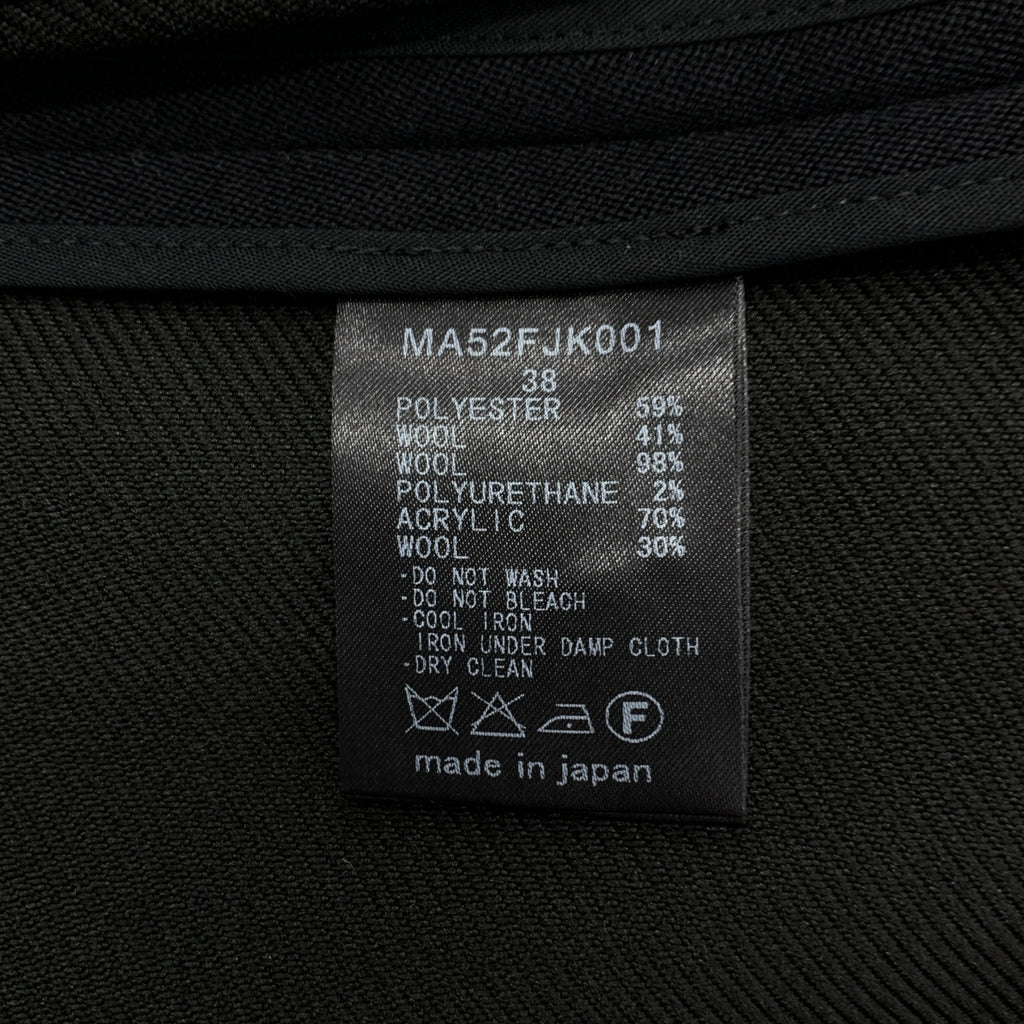 MA52FJK001
38
POLYESTER 59%
WOOL 41%
WOOL 98%
POLYURETHANE 2%
ACRYLIC 70%
WOOL 30%
-DO NOT WASH
-DO NOT BLEACH
-COOL IRON
IRON UNDER DAMP CLOTH
-DRY CLEAN
F
made in japan